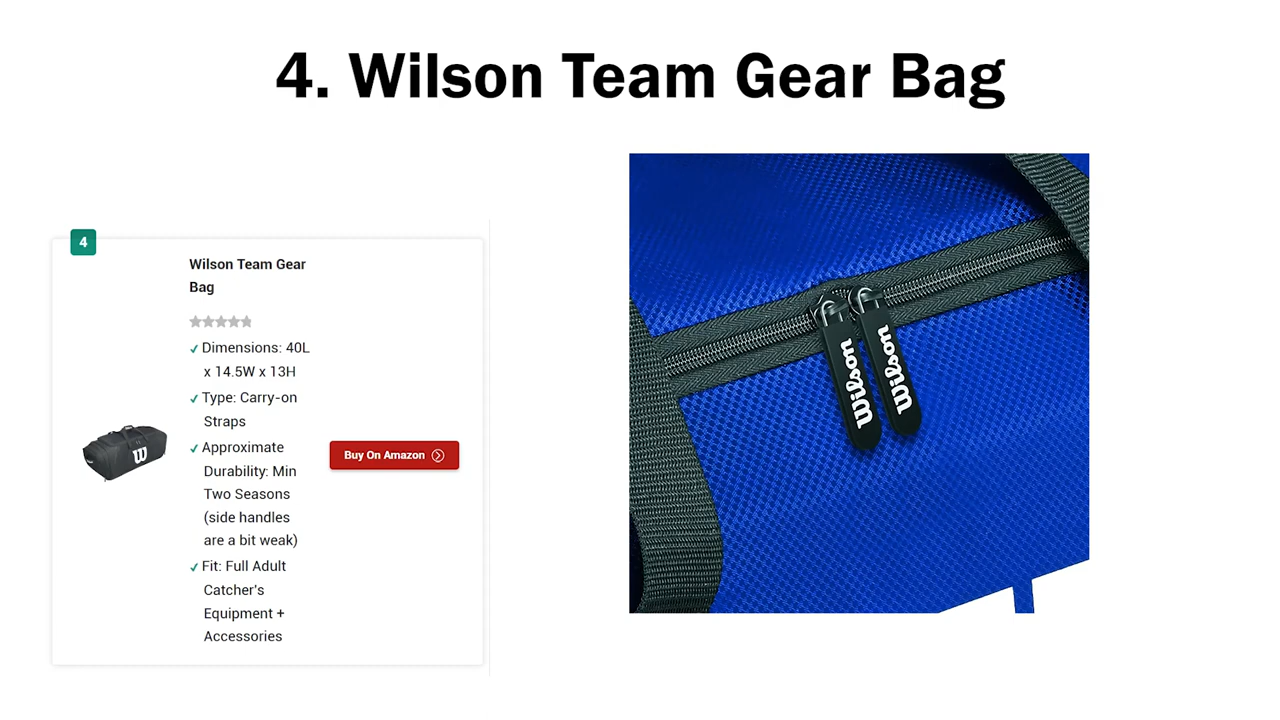 4. Wilson Team Gear Bag
4
Wilson Team Gear
Bag
Dimensions: 40L
x 14.5W x 13H
Type: Carry-on
Straps
Approximate
Durability: Min
Two Seasons
(side handles
are a bit weak)
Fit: Full Adult
Catcher's
Equipment +
Accessories
W
Buy On Amazon
Wilson
Wilson